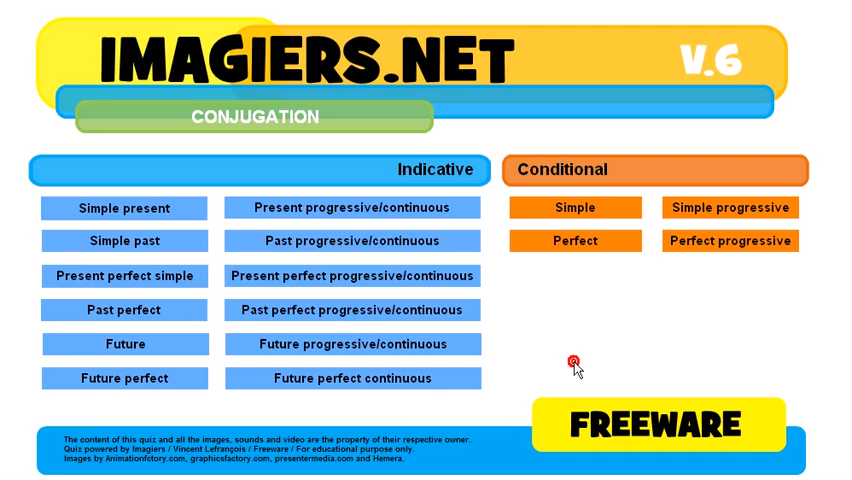 IMAGIERS.NET
V.6
CONJUGATION
Indicative
Conditional
Simple present
Present progressive/continuous
Simple
Simple progressive
Simple past
Past progressive/continuous
Perfect
Perfect progressive
Present perfect simple
Present perfect progressive/continuous
Past perfect
Past perfect progressive/continuous
Future
Future progressive/continuous
Future perfect
Future perfect continuous
FREEWARE
The content of this quiz and all the images, sounds and video are the property of their respective owner.
Quiz powered by Imagiers / Vincent Lefrançois / Freeware / For educational purpose only.
Images by Animationfotory.com, graphicsfactory.com, presentermedia.com and Hemera.